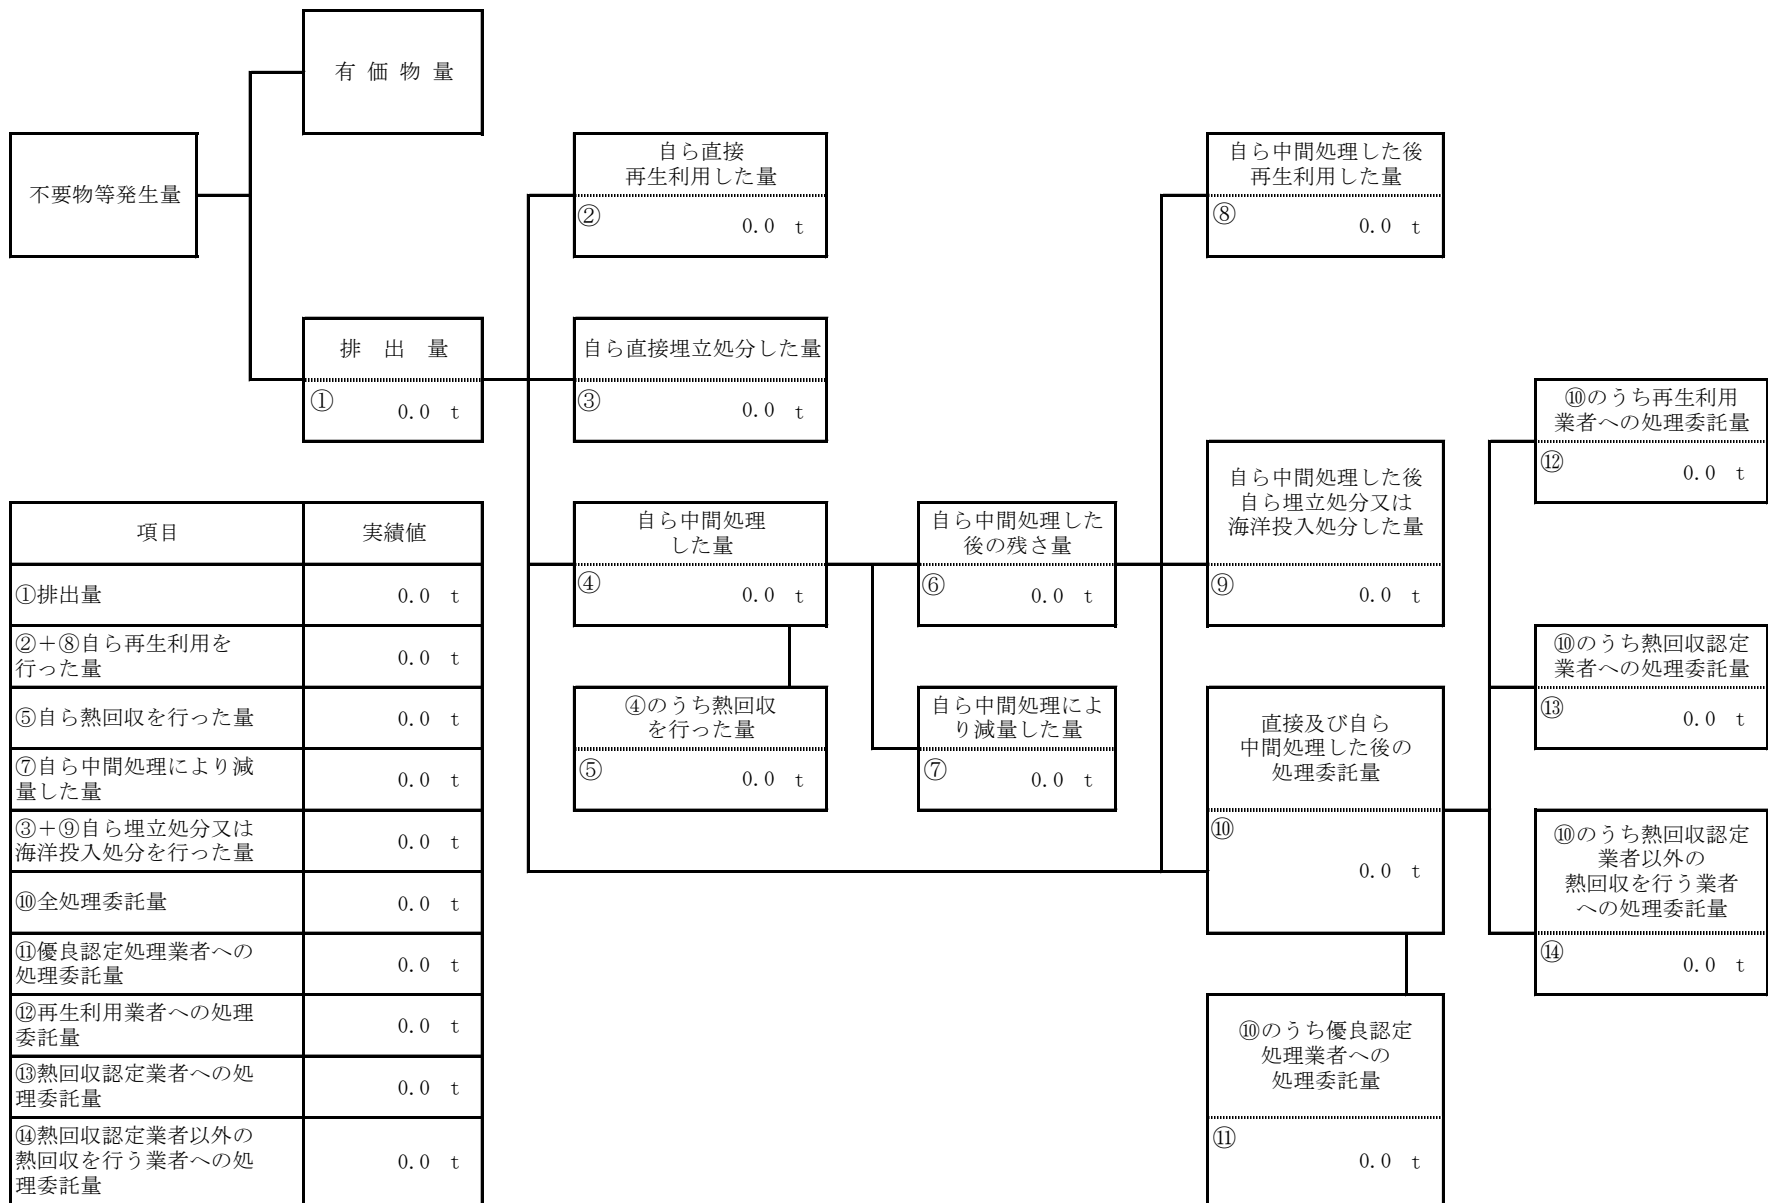 有 価 物 量
不要物等発生量
自ら直接
再生利用した量
②
0.0 t
自ら中間処理した後
再生利用した量
⑧
0.0 t
排 出 量
①
0.0 t
自ら直接埋立処分した量
③
0.0 t
⑩のうち再生利用
業者への処理委託量
⑫
0.0 t
自ら中間処理
した量
④
0.0 t
自ら中間処理した
後の残さ量
⑥
0.0 t
自ら中間処理した後
自ら埋立処分又は
海洋投入処分した量
⑨
0.0 t
⑩のうち熱回収認定
業者への処理委託量
⑬
0.0 t
④のうち熱回収
を行った量
⑤
0.0 t
自ら中間処理によ
り減量した量
⑦
0.0 t
直接及び自ら
中間処理した後の
処理委託量
⑩
0.0 t
⑩のうち熱回収認定
業者以外の
熱回収を行う業者
への処理委託量
⑭
0.0 t
⑩のうち優良認定
処理業者への
処理委託量
⑪
0.0 t
項目 実績値
①排出量 0.0 t
②＋⑧自ら再生利用を
行った量 0.0 t
⑤自ら熱回収を行った量 0.0 t
⑦自ら中間処理により減
量した量 0.0 t
③＋⑨自ら埋立処分又は
海洋投入処分を行った量 0.0 t
⑩全処理委託量 0.0 t
⑪優良認定処理業者への
処理委託量 0.0 t
⑫再生利用業者への処理
委託量 0.0 t
⑬熱回収認定業者への処
理委託量 0.0 t
⑭熱回収認定業者以外の
熱回収を行う業者への処
理委託量 0.0 t